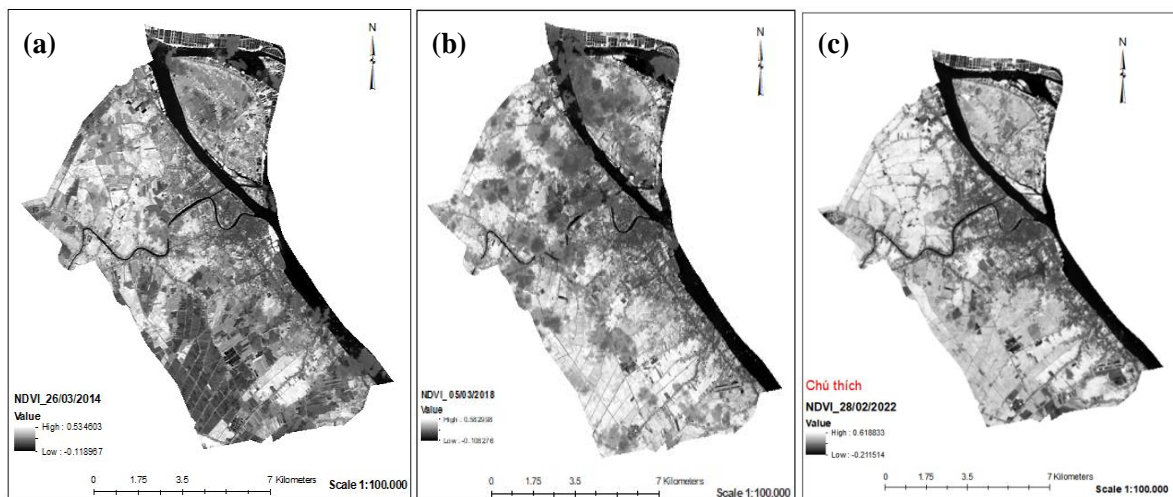 (a)
N
NDVI_26/03/2014
Value
High : 0.534603
Low : -0.118967
0 1.75 3.5 7 Kilometers
Scale 1:100.000
(b)
N
NDVI_05/03/2018
Value
High : 0.582998
Low : -0.108276
0 1.75 3.5 7 Kilometers
Scale 1:100.000
(c)
N
Chú thích
NDVI_28/02/2022
Value
High : 0.618833
Low : -0.211514
0 1.75 3.5 7 Kilometers
Scale 1:100.000